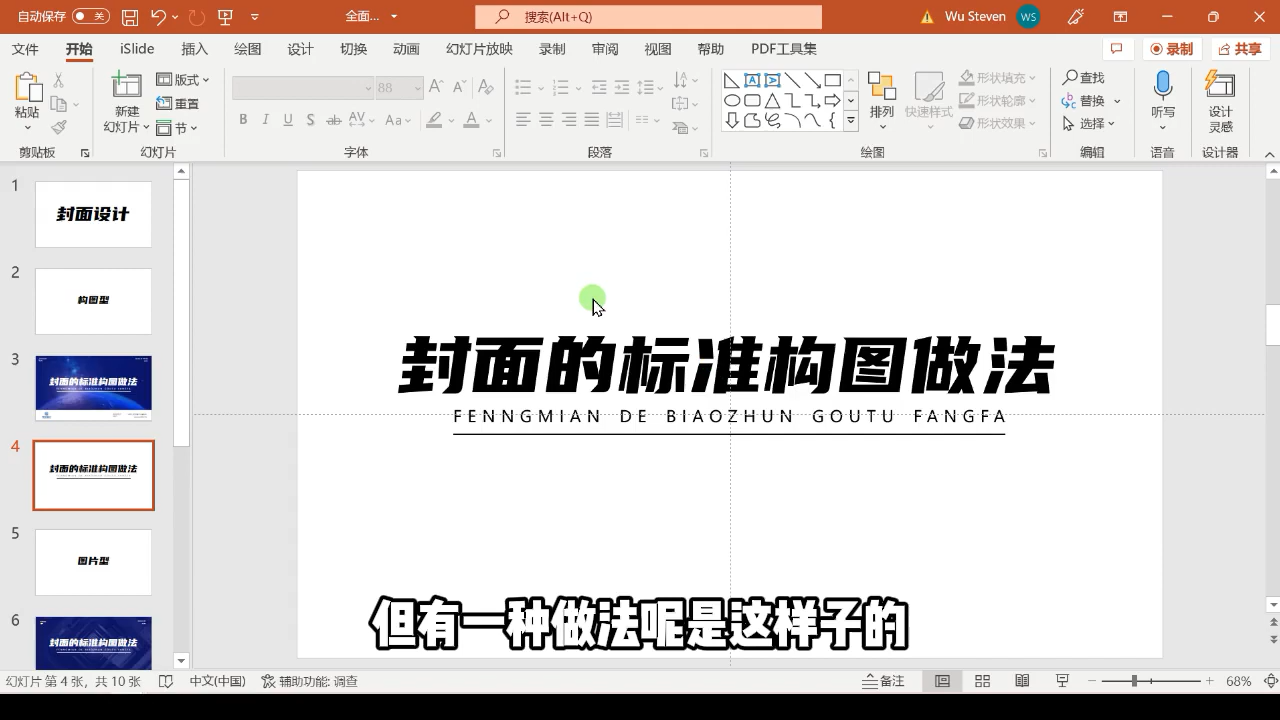 自动保存 关 全面... 搜索(Alt+Q) Wu Steven WS
文件 开始 iSlide 插入 绘图 设计 切换 动画 幻灯片放映 录制 审阅 视图 帮助 PDF工具集 录制 共享
粘贴 新建 幻灯片 版式 重置 节 88 排列 快速样式 形状填充 形状轮廓 形状效果 查找 替换 选择 听写 设计 灵感
剪贴板 幻灯片 字体 段落 绘图 编辑 语音 设计器
1 封面设计
2 构图型
3 封面的标准构图做法
4 封面的标准构图做法
5 图片型
6 封面的标准构图做法
封面的标准构图做法
FENNGMIAN DE BIAOZHUN GOUTU FANGFA
但有一种做法呢是这样子的
幻灯片 第 4 张，共 10 张 中文(中国) 辅助功能: 调查 备注 68%